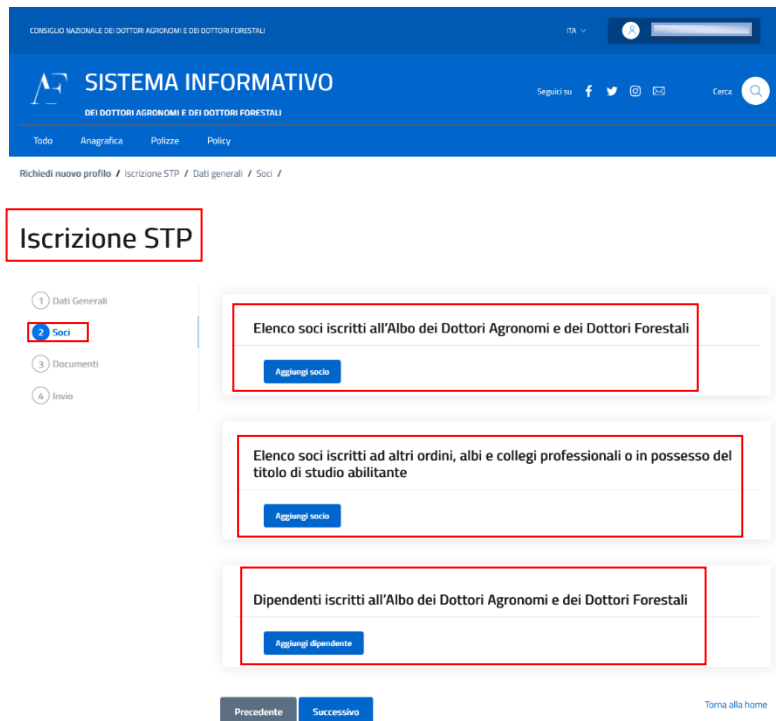 CONSIGLIO NAZIONALE DEI DOTTORI AGRONOMI E DEI DOTTORI FORESTALI
ITA
SISTEMA INFORMATIVO
DEI DOTTORI AGRONOMI E DEI DOTTORI FORESTALI
Seguici su
Cerca
Todo Anagrafica Polizze Policy
Richiedi nuovo profilo / Iscrizione STP / Dati generali / Soci /
Iscrizione STP
1 Dati Generali
2 Soci
3 Documenti
4 Invio
Elenco soci iscritti all'Albo dei Dottori Agronomi e dei Dottori Forestali
Aggiungi socio
Elenco soci iscritti ad altri ordini, albi e collegi professionali o in possesso del
titolo di studio abilitante
Aggiungi socio
Dipendenti iscritti all'Albo dei Dottori Agronomi e dei Dottori Forestali
Aggiungi dipendente
Precedente Successivo
Torna alla home